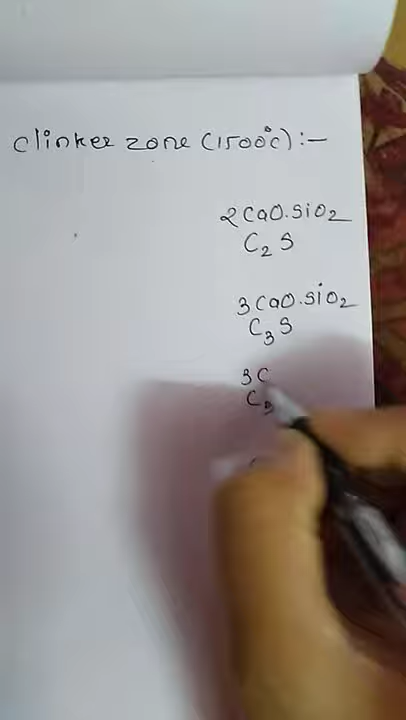 clinker zone (1500°C) :-
2CaO.SiO2
C2S
3CaO.SiO2
C3S
3C
C3